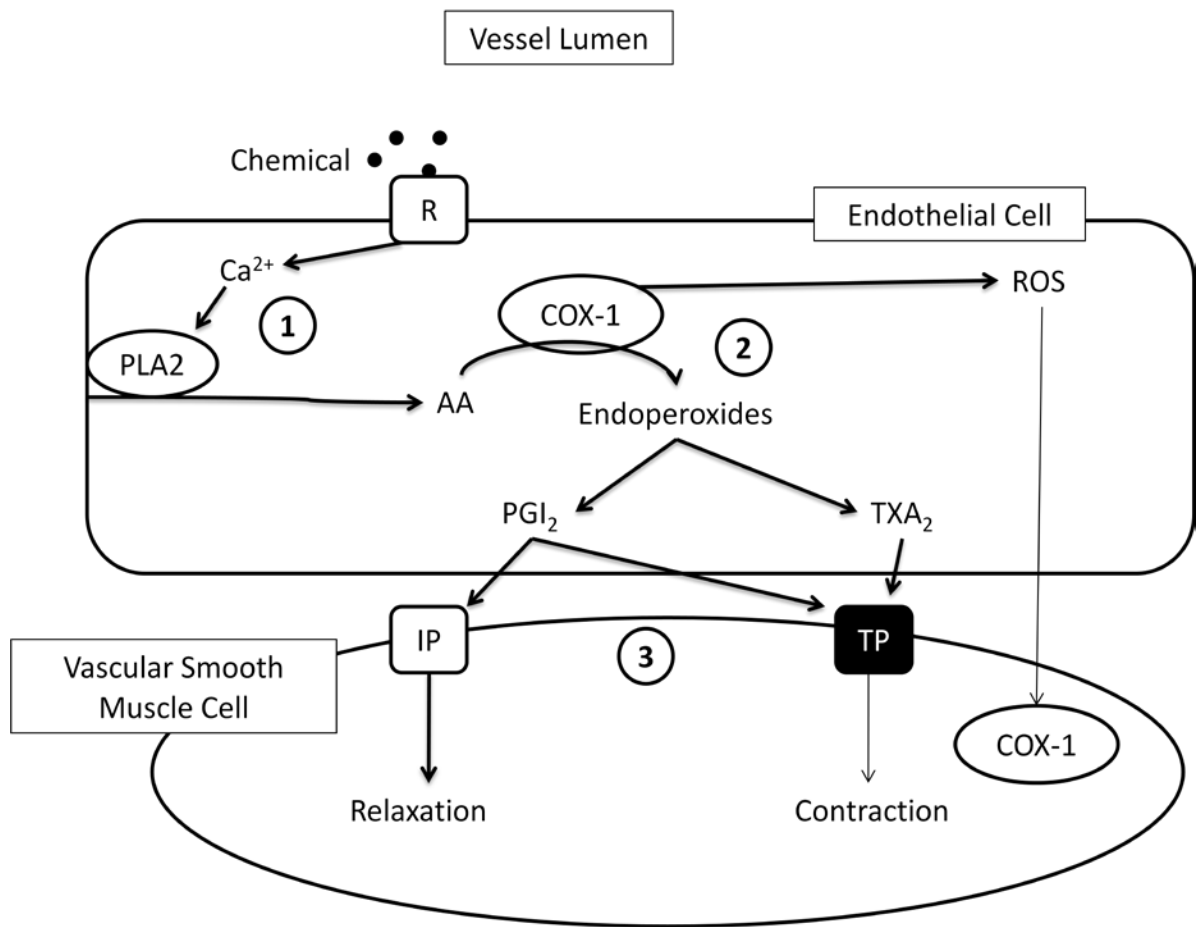 Vessel Lumen
Chemical
R
Endothelial Cell
Ca²⁺
ROS
COX-1
1
2
PLA2
AA
Endoperoxides
PGI₂
TXA₂
IP
TP
3
Vascular Smooth
Muscle Cell
COX-1
Relaxation
Contraction